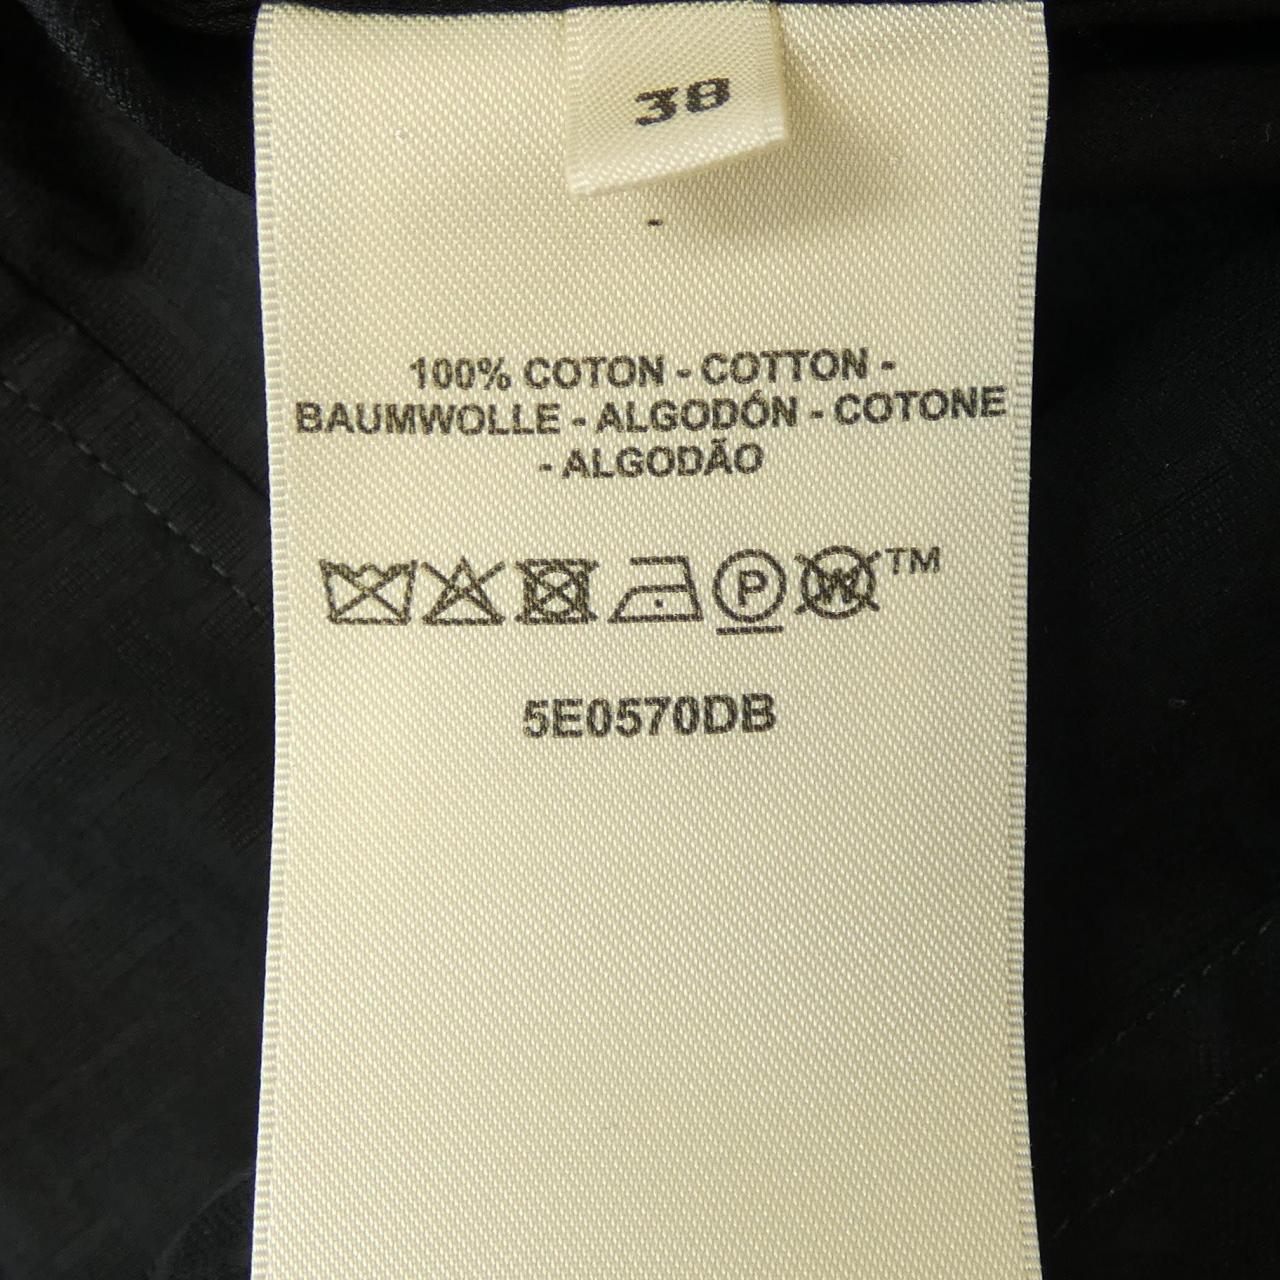 38
-
100% COTON - COTTON -
BAUMWOLLE - ALGODÓN - COTONE
- ALGODÃO
P W TM
5E0570DB